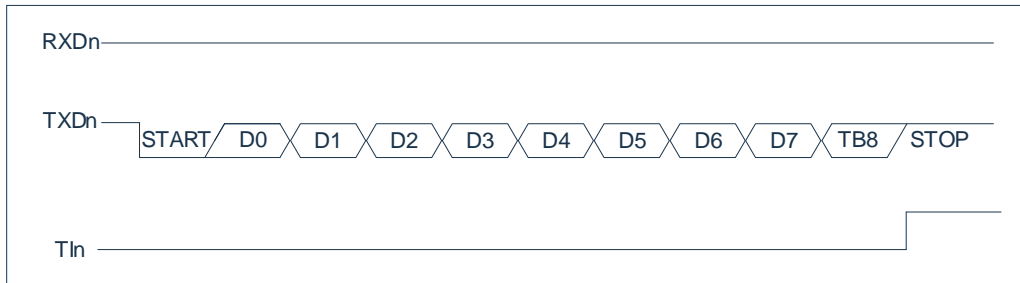 RXDn
TXDn
START D0 D1 D2 D3 D4 D5 D6 D7 TB8 STOP
TIn